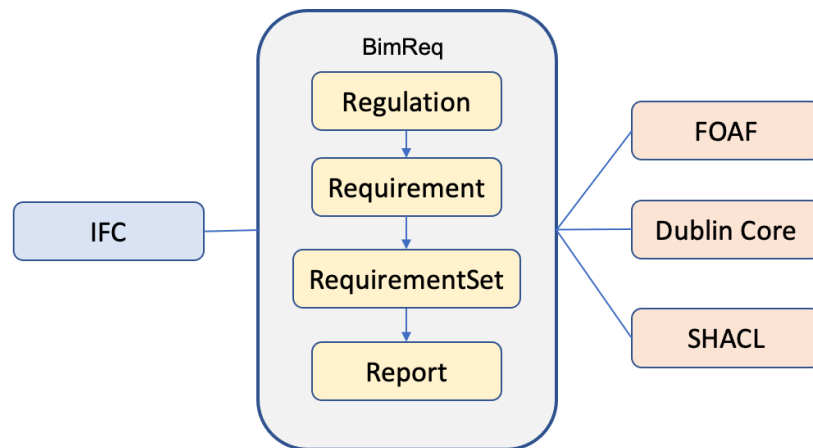 BimReq
Regulation
Requirement
RequirementSet
Report
IFC
FOAF
Dublin Core
SHACL